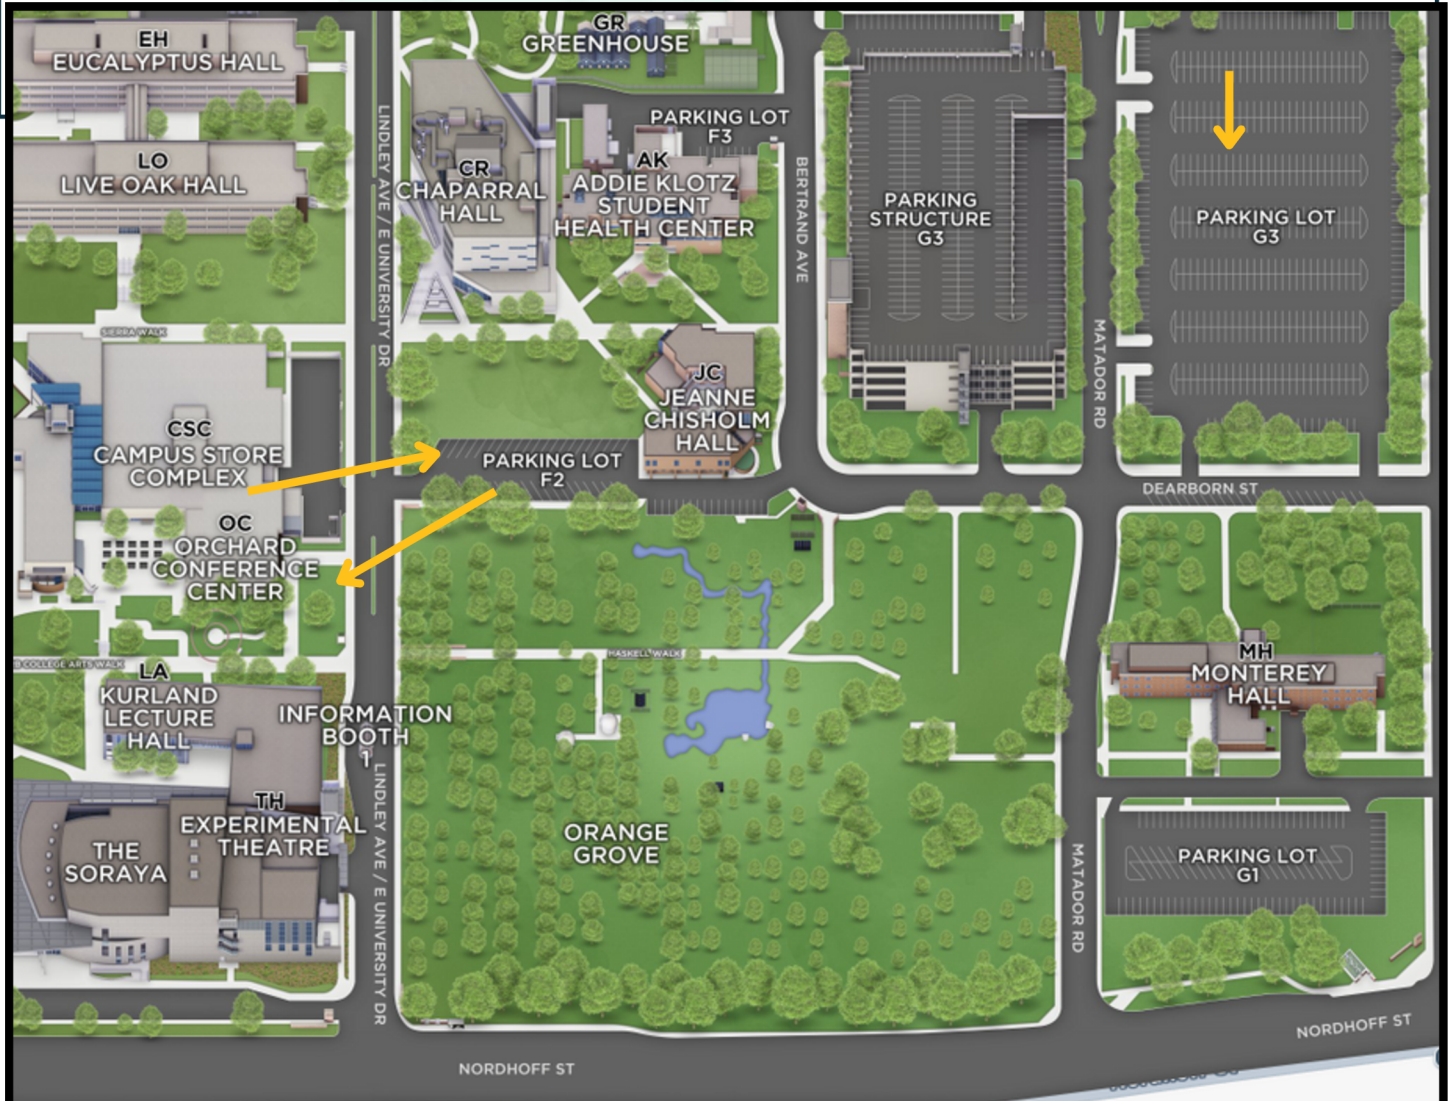 GR
GREENHOUSE
EH
EUCALYPTUS HALL
PARKING LOT
F3
LO
LIVE OAK HALL
CR
CHAPARRAL
HALL
AK
ADDIE KLOTZ
STUDENT
HEALTH CENTER
LINDLEY AVE / E UNIVERSITY DR
BERTRAND AVE
PARKING
STRUCTURE
G3
PARKING LOT
G3
SIERRA WALK
MATADOR RD
JC
JEANNE
CHISHOLM
HALL
CSC
CAMPUS STORE
COMPLEX
PARKING LOT
F2
DEARBORN ST
OC
ORCHARD
CONFERENCE
CENTER
HASKELL WALK
COLLEGE ARTS WALK
LA
KURLAND
LECTURE
HALL
MH
MONTEREY
HALL
INFORMATION
BOOTH
1
LINDLEY AVE / E UNIVERSITY DR
TH
EXPERIMENTAL
THEATRE
THE
SORAYA
ORANGE
GROVE
MATADOR RD
PARKING LOT
G1
NORDHOFF ST
NORDHOFF ST